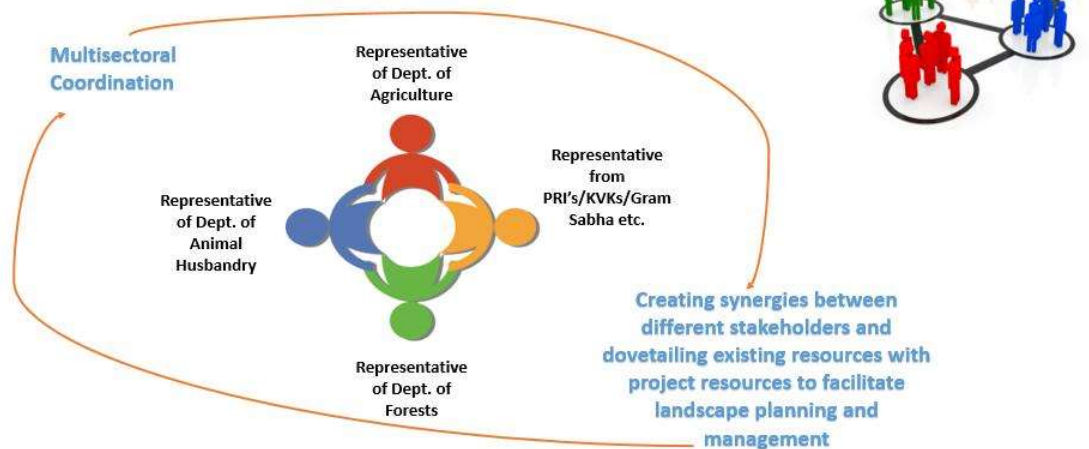 Multisectoral
Coordination
Representative
of Dept. of
Agriculture
Representative
from
PRI's/KVKs/Gram
Sabha etc.
Representative
of Dept. of
Animal
Husbandry
Representative
of Dept. of
Forests
Creating synergies between
different stakeholders and
dovetailing existing resources with
project resources to facilitate
landscape planning and
management